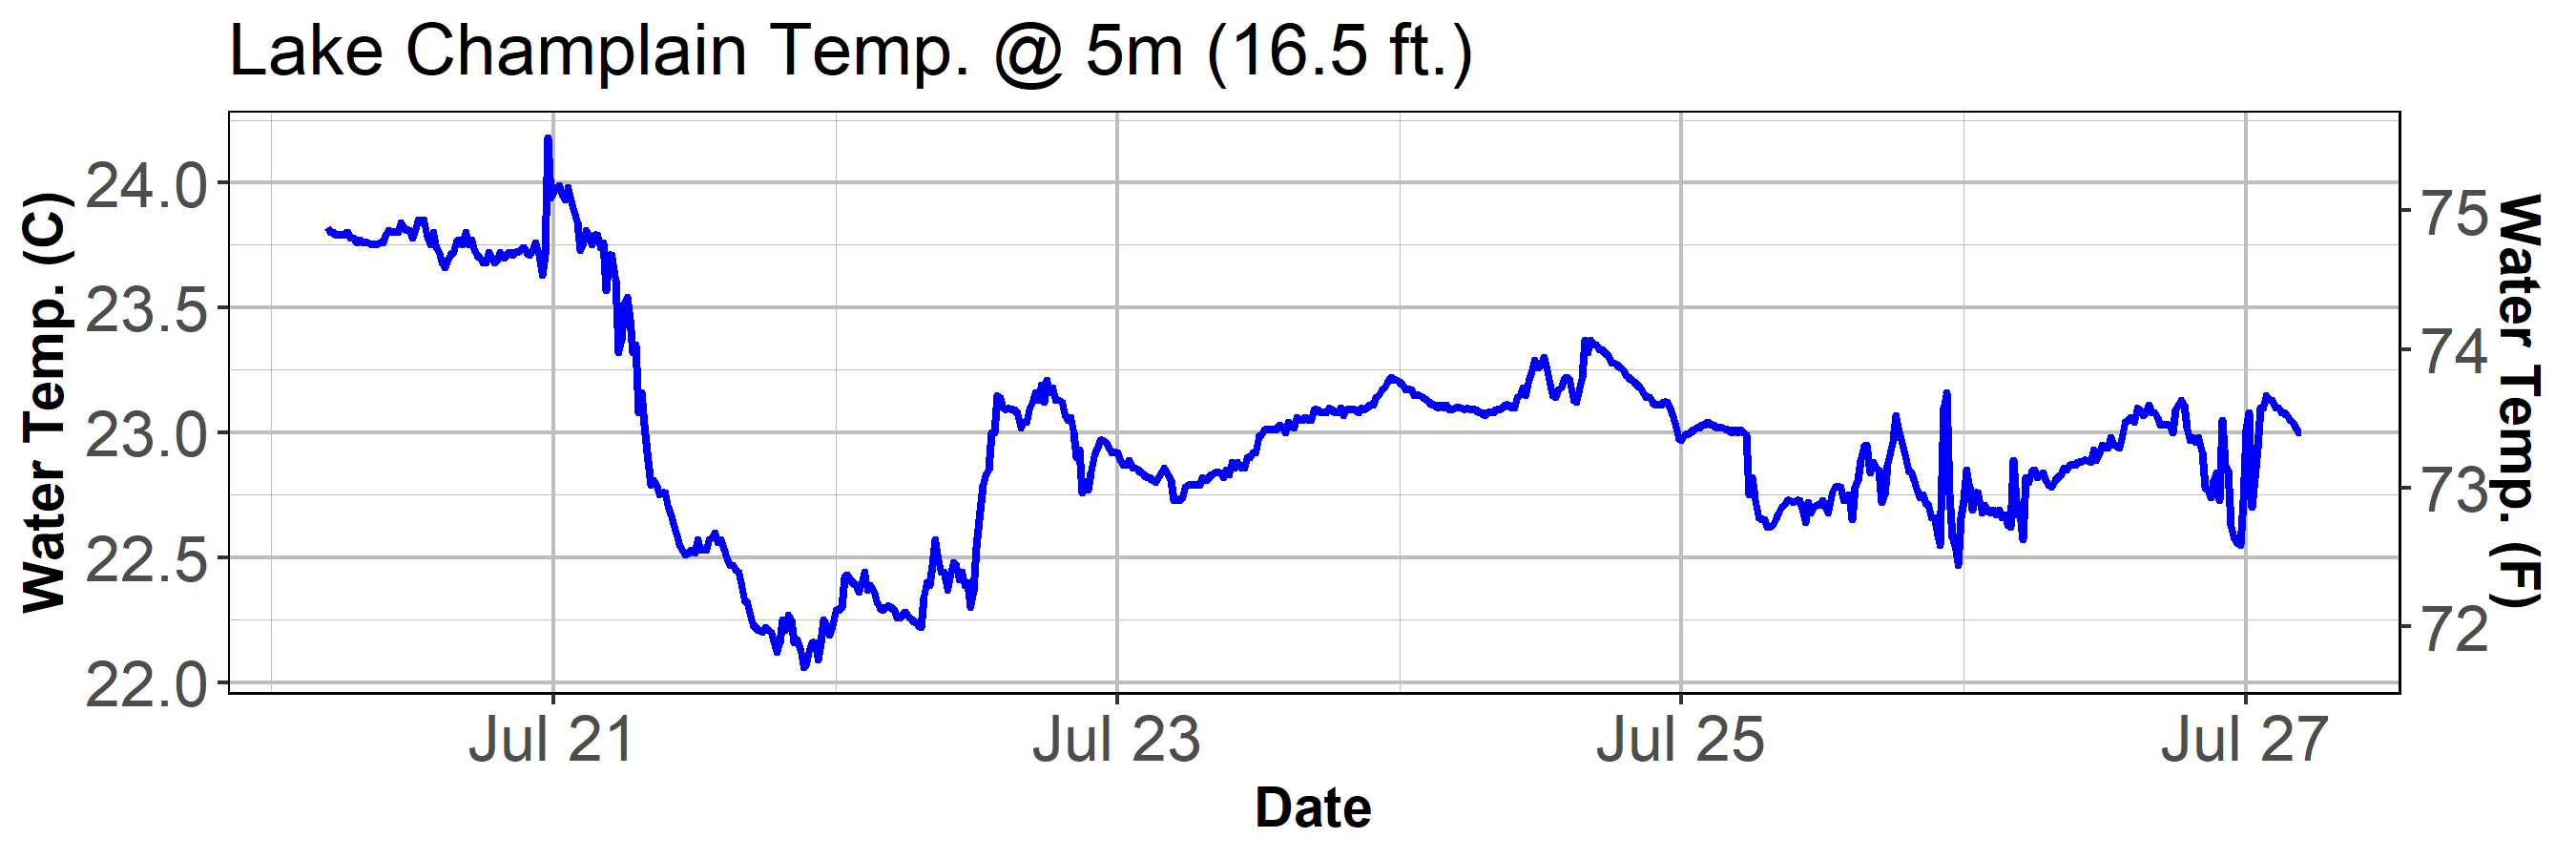 Lake Champlain Temp. @ 5m (16.5 ft.)
Water Temp. (C)
24.0
23.5
23.0
22.5
22.0
75
74
73
72
Water Temp. (F)
Jul 21 Jul 23 Jul 25 Jul 27
Date